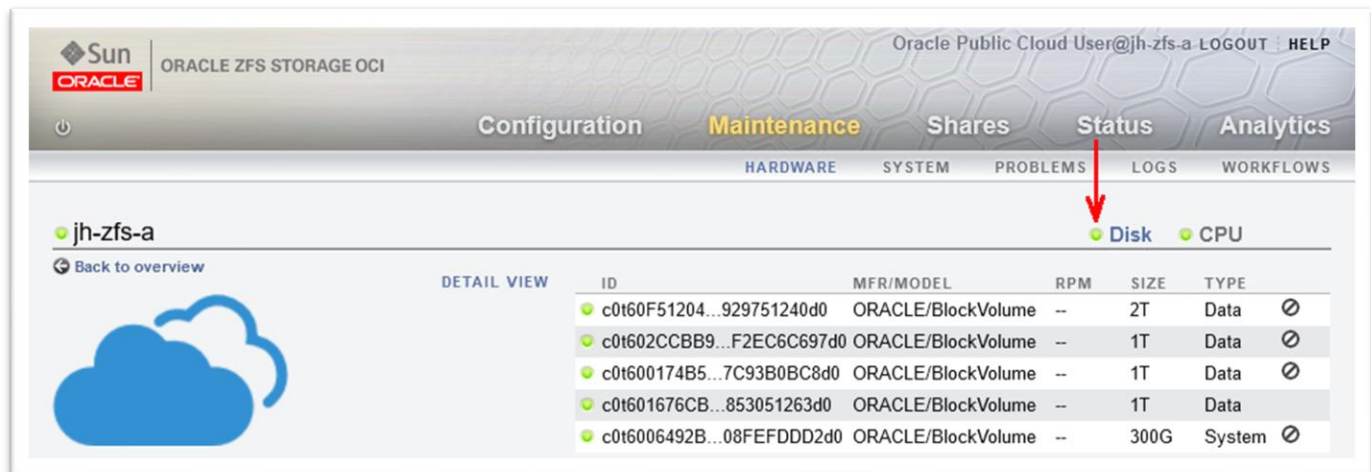 Sun
ORACLE
ORACLE ZFS STORAGE OCI
Oracle Public Cloud User@jh-zfs-a LOGOUT HELP
Configuration Maintenance Shares Status Analytics
HARDWARE SYSTEM PROBLEMS LOGS WORKFLOWS
jh-zfs-a Disk CPU
Back to overview
DETAIL VIEW ID MFR/MODEL RPM SIZE TYPE
c0t60F51204...929751240d0 ORACLE/BlockVolume -- 2T Data
c0t602CCBB9...F2EC6C697d0 ORACLE/BlockVolume -- 1T Data
c0t600174B5...7C93B0BC8d0 ORACLE/BlockVolume -- 1T Data
c0t601676CB...853051263d0 ORACLE/BlockVolume -- 1T Data
c0t6006492B...08FEFDDD2d0 ORACLE/BlockVolume -- 300G System